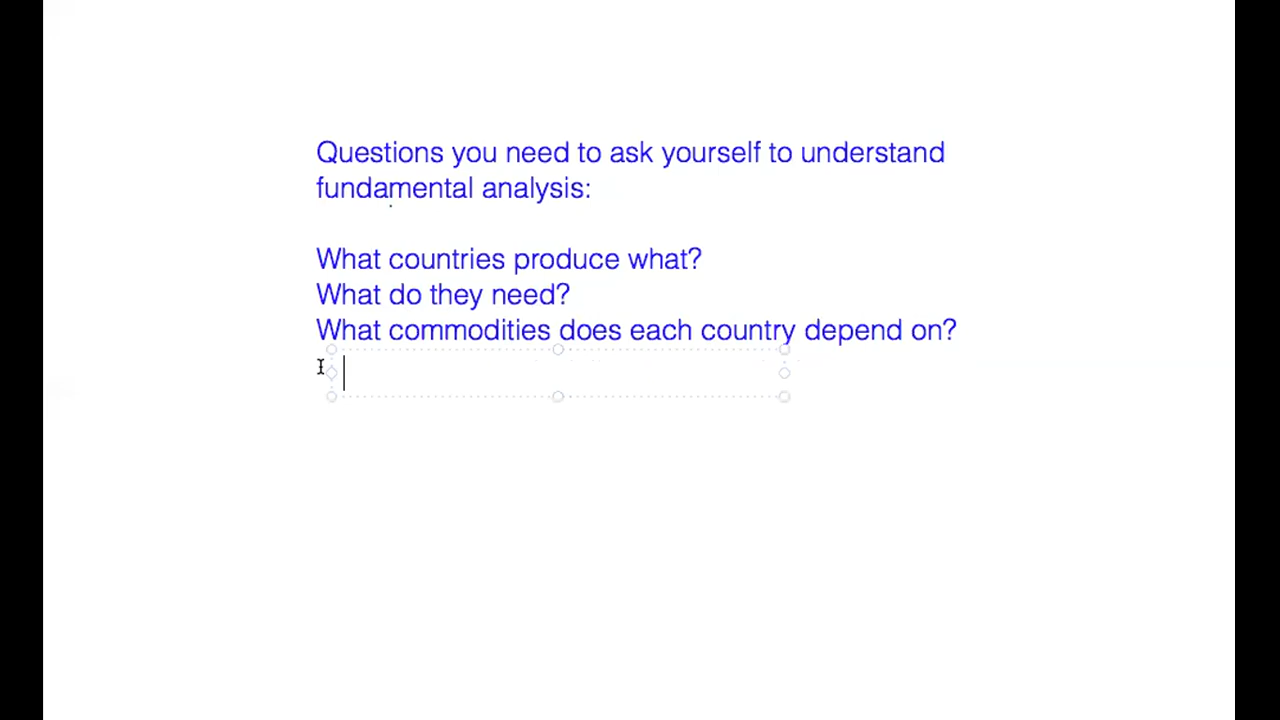 Questions you need to ask yourself to understand
fundamental analysis:
What countries produce what?
What do they need?
What commodities does each country depend on?